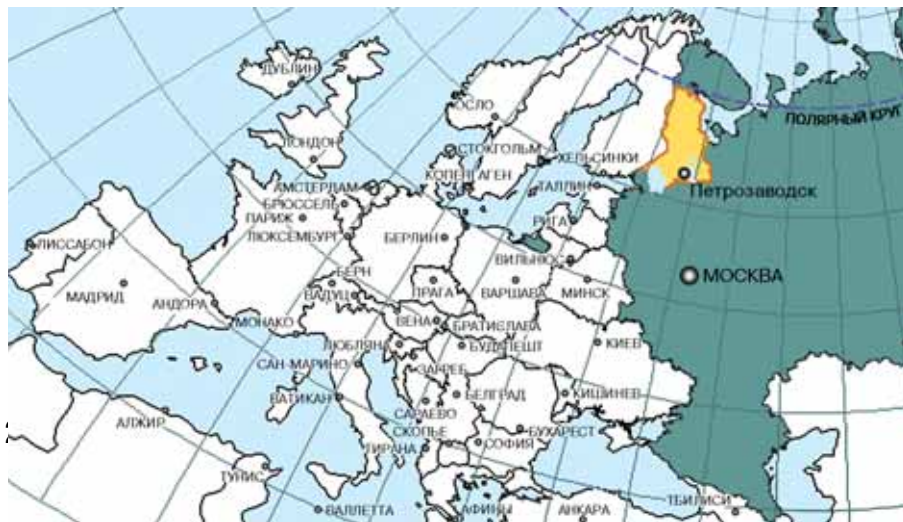 ДУБЛИН
ОСЛО
ПОЛЯРНЫЙ КРУГ
ЛОНДОН
СТОКГОЛЬМ
ХЕЛЬСИНКИ
КОПЕНГАГЕН
ТАЛЛИН
АМСТЕРДАМ
Петрозаводск
БРЮССЕЛЬ
ПАРИЖ
РИГА
ЛЮКСЕМБУРГ
БЕРЛИН
ЛИССАБОН
ВИЛЬНЮС
БЕРН
МОСКВА
МАДРИД
ВАДУЦ
ПРАГА
ВАРШАВА
МИНСК
АНДОРА
МОНАКО
ВЕНА
БРАТИСЛАВА
ЛЮБЛЯНА
БУДАПЕШТ
КИЕВ
САН-МАРИНО
ЗАГРЕБ
ВАТИКАН
БЕЛГРАД
КИШИНЕВ
САРАЕВО
АЛЖИР
СКОПЬЕ
БУХАРЕСТ
ТИРАНА
СОФИЯ
ТУНИС
ТБИЛИСИ
ВАЛЛЕТТА
АФИНЫ
АНКАРА